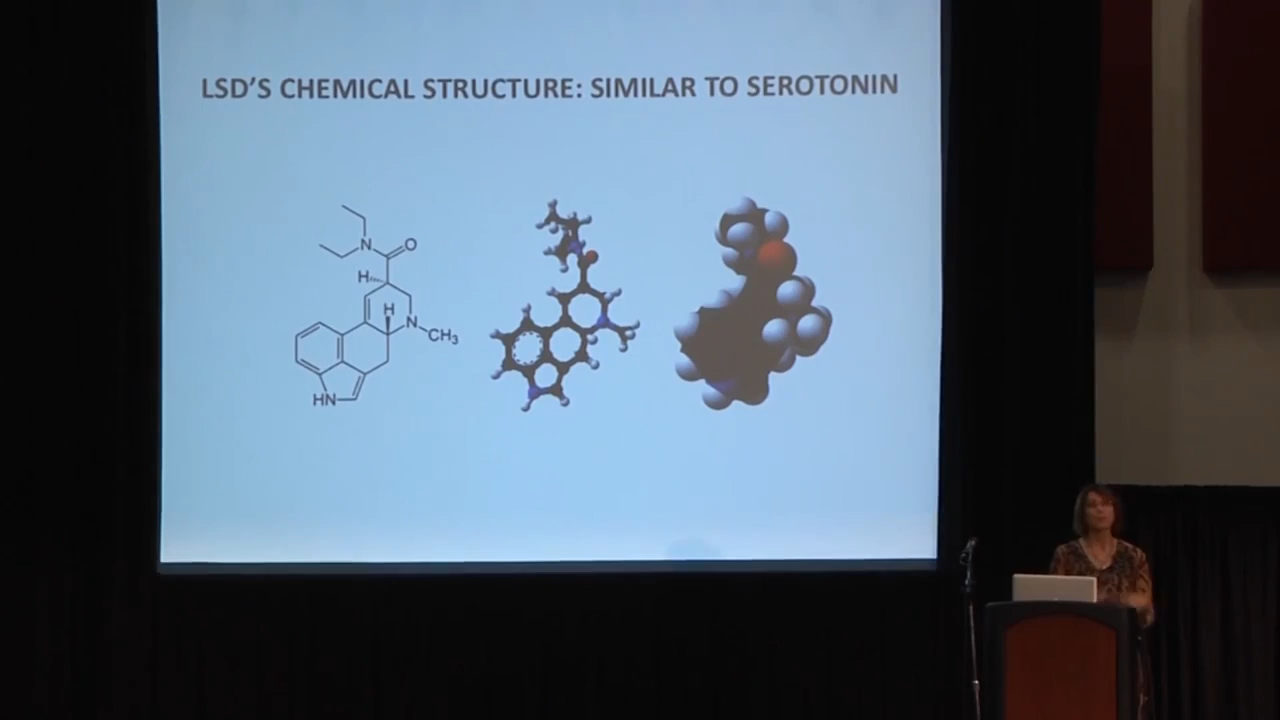 LSD'S CHEMICAL STRUCTURE: SIMILAR TO SEROTONIN
N
O
H
H
N
CH₃
HN